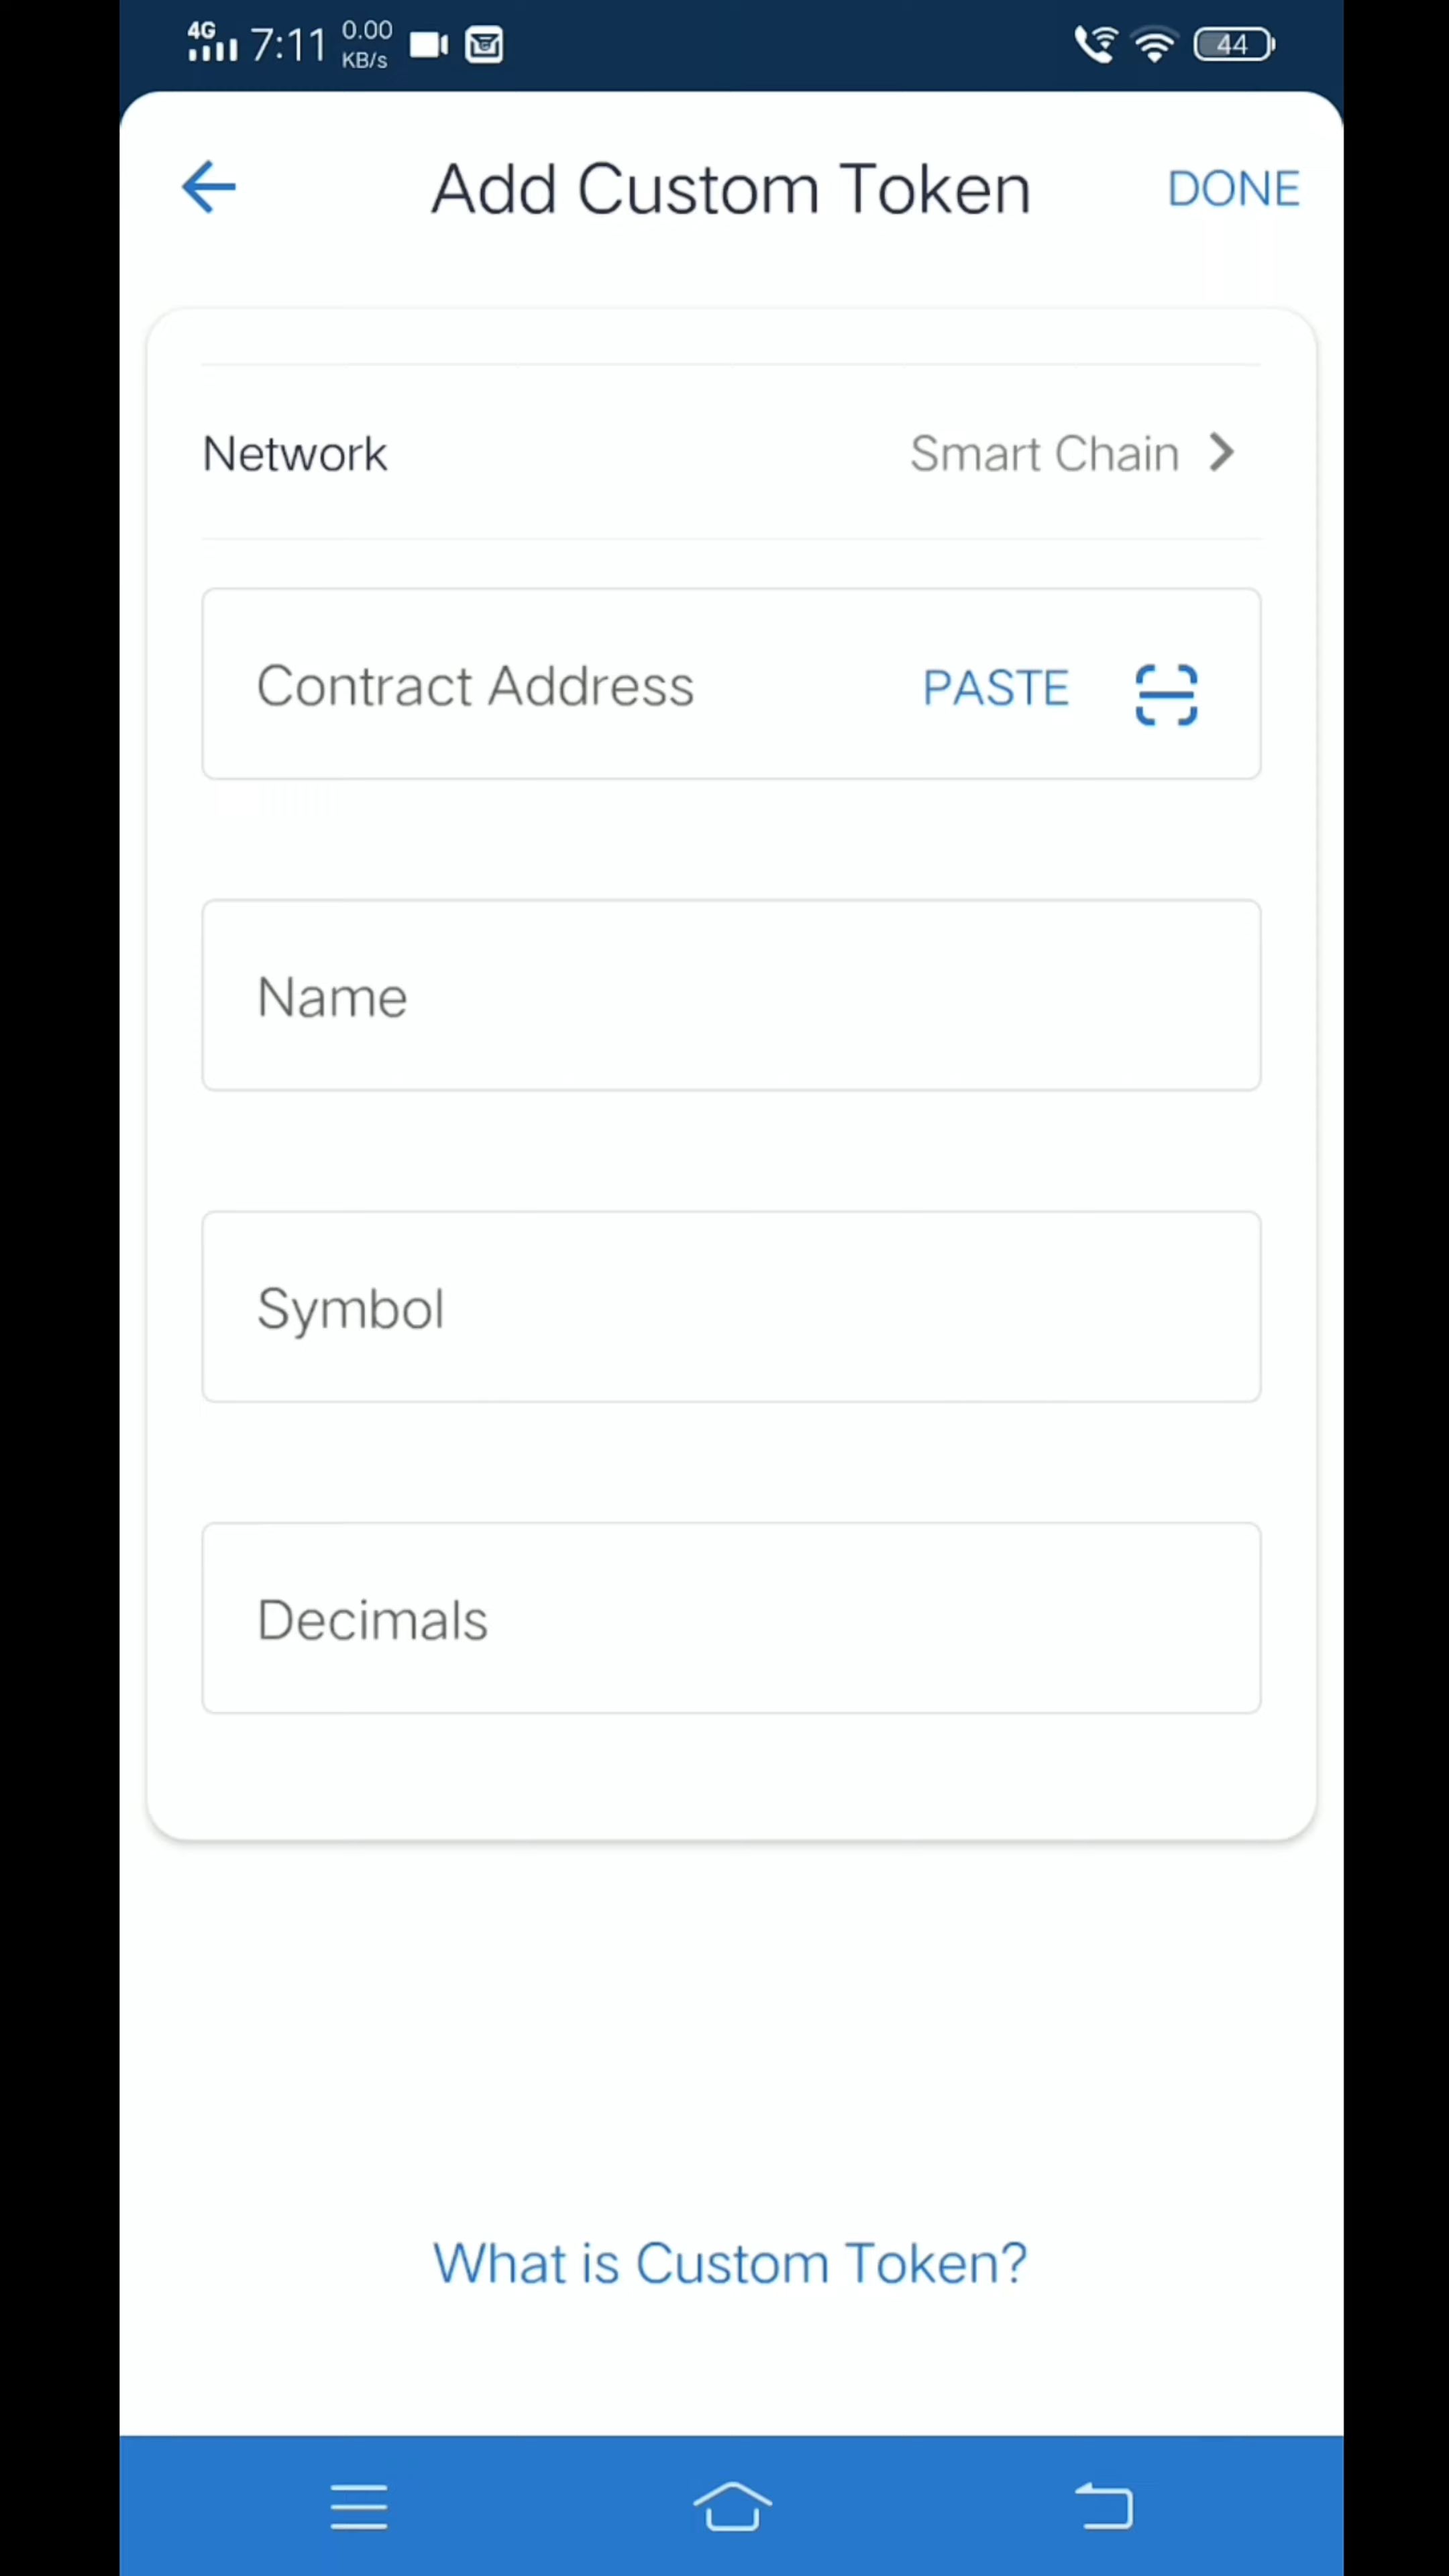 4G 7:11 0.00 KB/s 44
Add Custom Token DONE
Network Smart Chain
Contract Address PASTE
Name
Symbol
Decimals
What is Custom Token?